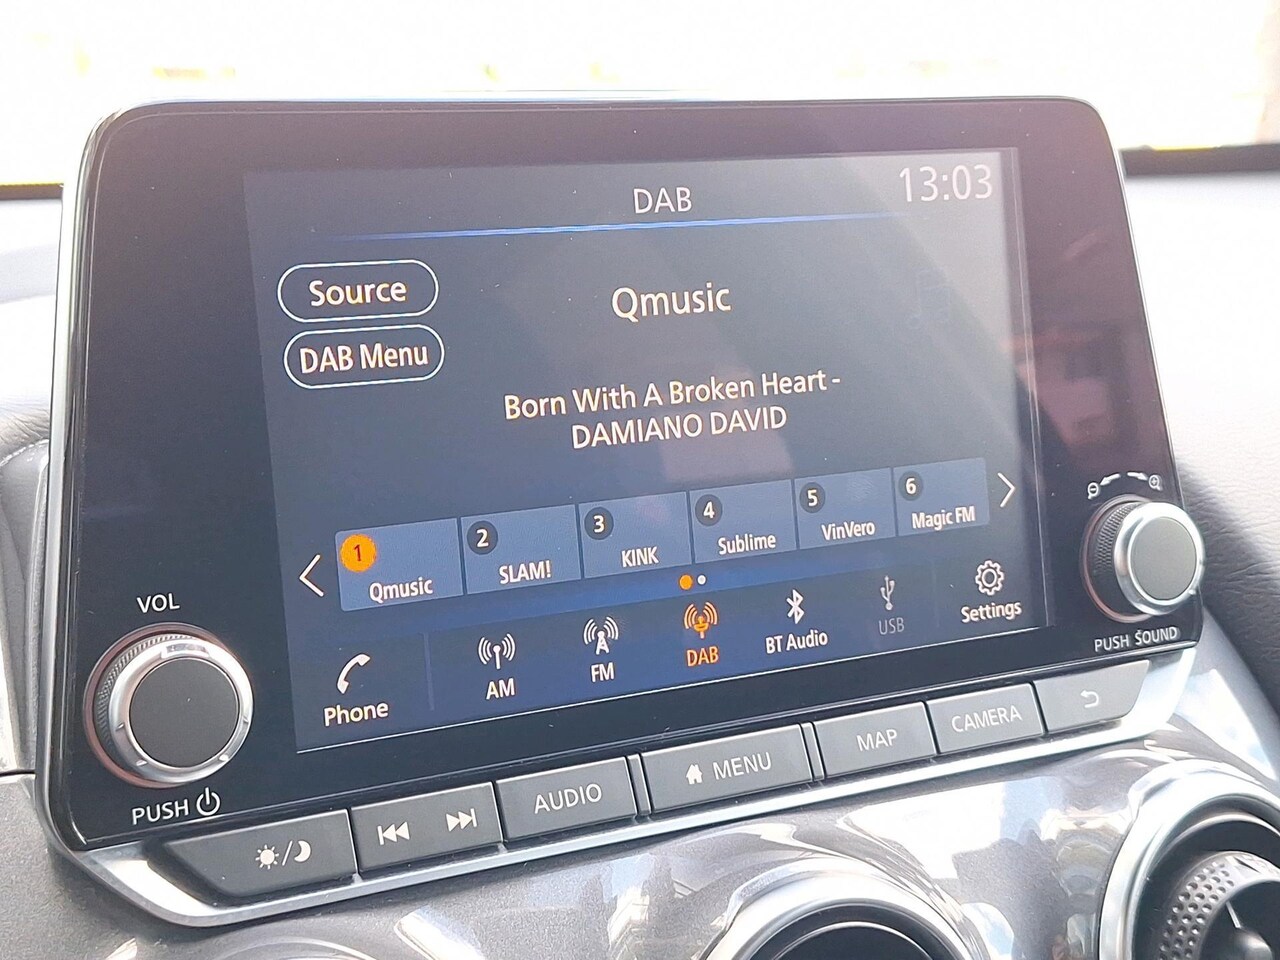 DAB
13:03
Source
Qmusic
DAB Menu
Born With A Broken Heart -
DAMIANO DAVID
1
Qmusic
2
SLAM!
3
KINK
4
Sublime
5
VinVero
6
Magic FM
Phone
AM
FM
DAB
BT Audio
USB
Settings
VOL
PUSH
PUSH SOUND
AUDIO
MENU
MAP
CAMERA